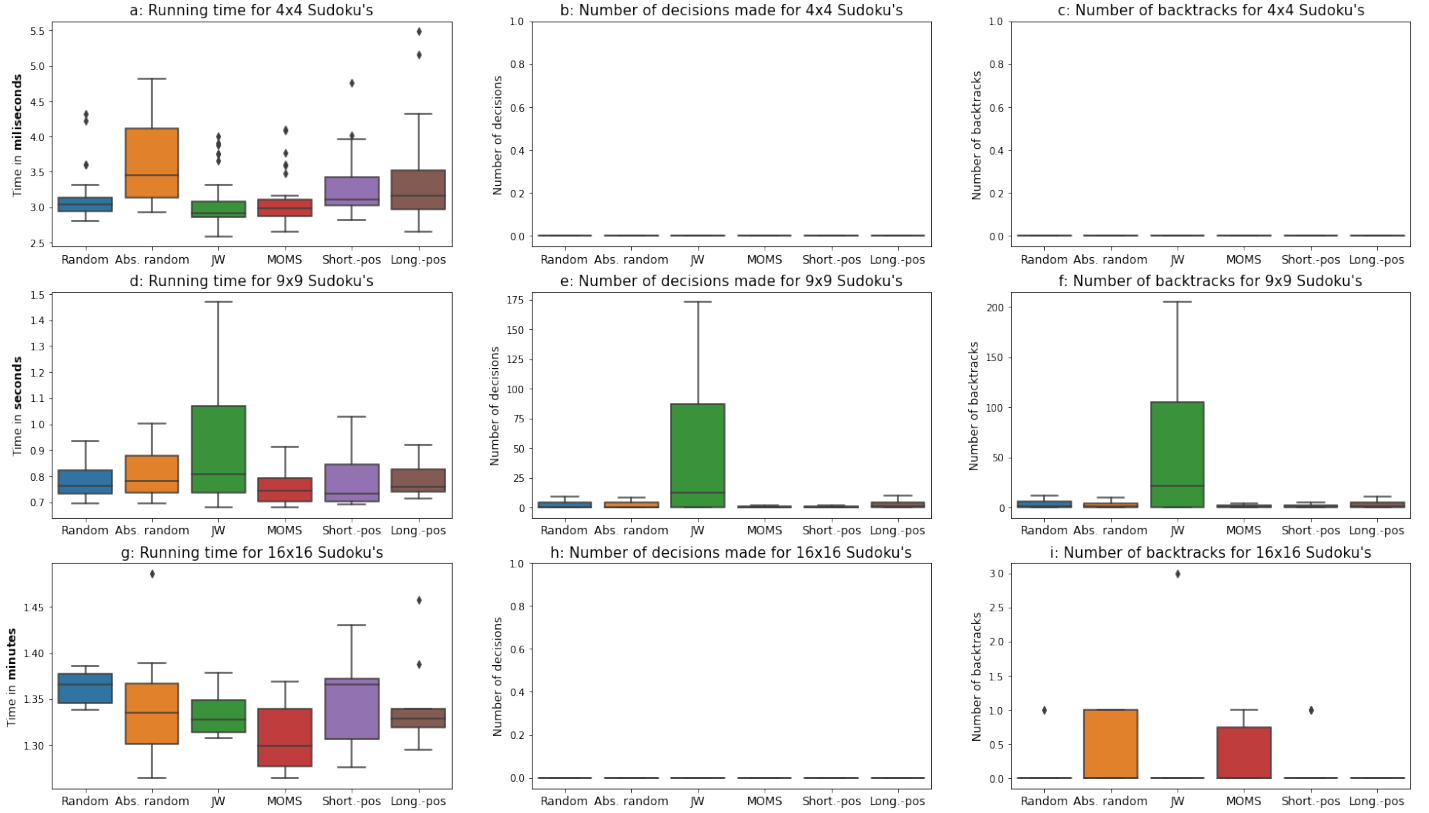 a: Running time for 4x4 Sudoku's
Time in miliseconds
5.5
5.0
4.5
4.0
3.5
3.0
2.5
Random Abs. random JW MOMS Short.-pos Long.-pos
b: Number of decisions made for 4x4 Sudoku's
Number of decisions
1.0
0.8
0.6
0.4
0.2
0.0
Random Abs. random JW MOMS Short.-pos Long.-pos
c: Number of backtracks for 4x4 Sudoku's
Number of backtracks
1.0
0.8
0.6
0.4
0.2
0.0
Random Abs. random JW MOMS Short.-pos Long.-pos
d: Running time for 9x9 Sudoku's
Time in seconds
1.5
1.4
1.3
1.2
1.1
1.0
0.9
0.8
0.7
Random Abs. random JW MOMS Short.-pos Long.-pos
e: Number of decisions made for 9x9 Sudoku's
Number of decisions
175
150
125
100
75
50
25
0
Random Abs. random JW MOMS Short.-pos Long.-pos
f: Number of backtracks for 9x9 Sudoku's
Number of backtracks
200
150
100
50
0
Random Abs. random JW MOMS Short.-pos Long.-pos
g: Running time for 16x16 Sudoku's
Time in minutes
1.45
1.40
1.35
1.30
Random Abs. random JW MOMS Short.-pos Long.-pos
h: Number of decisions made for 16x16 Sudoku's
Number of decisions
1.0
0.8
0.6
0.4
0.2
0.0
Random Abs. random JW MOMS Short.-pos Long.-pos
i: Number of backtracks for 16x16 Sudoku's
Number of backtracks
3.0
2.5
2.0
1.5
1.0
0.5
0.0
Random Abs. random JW MOMS Short.-pos Long.-pos